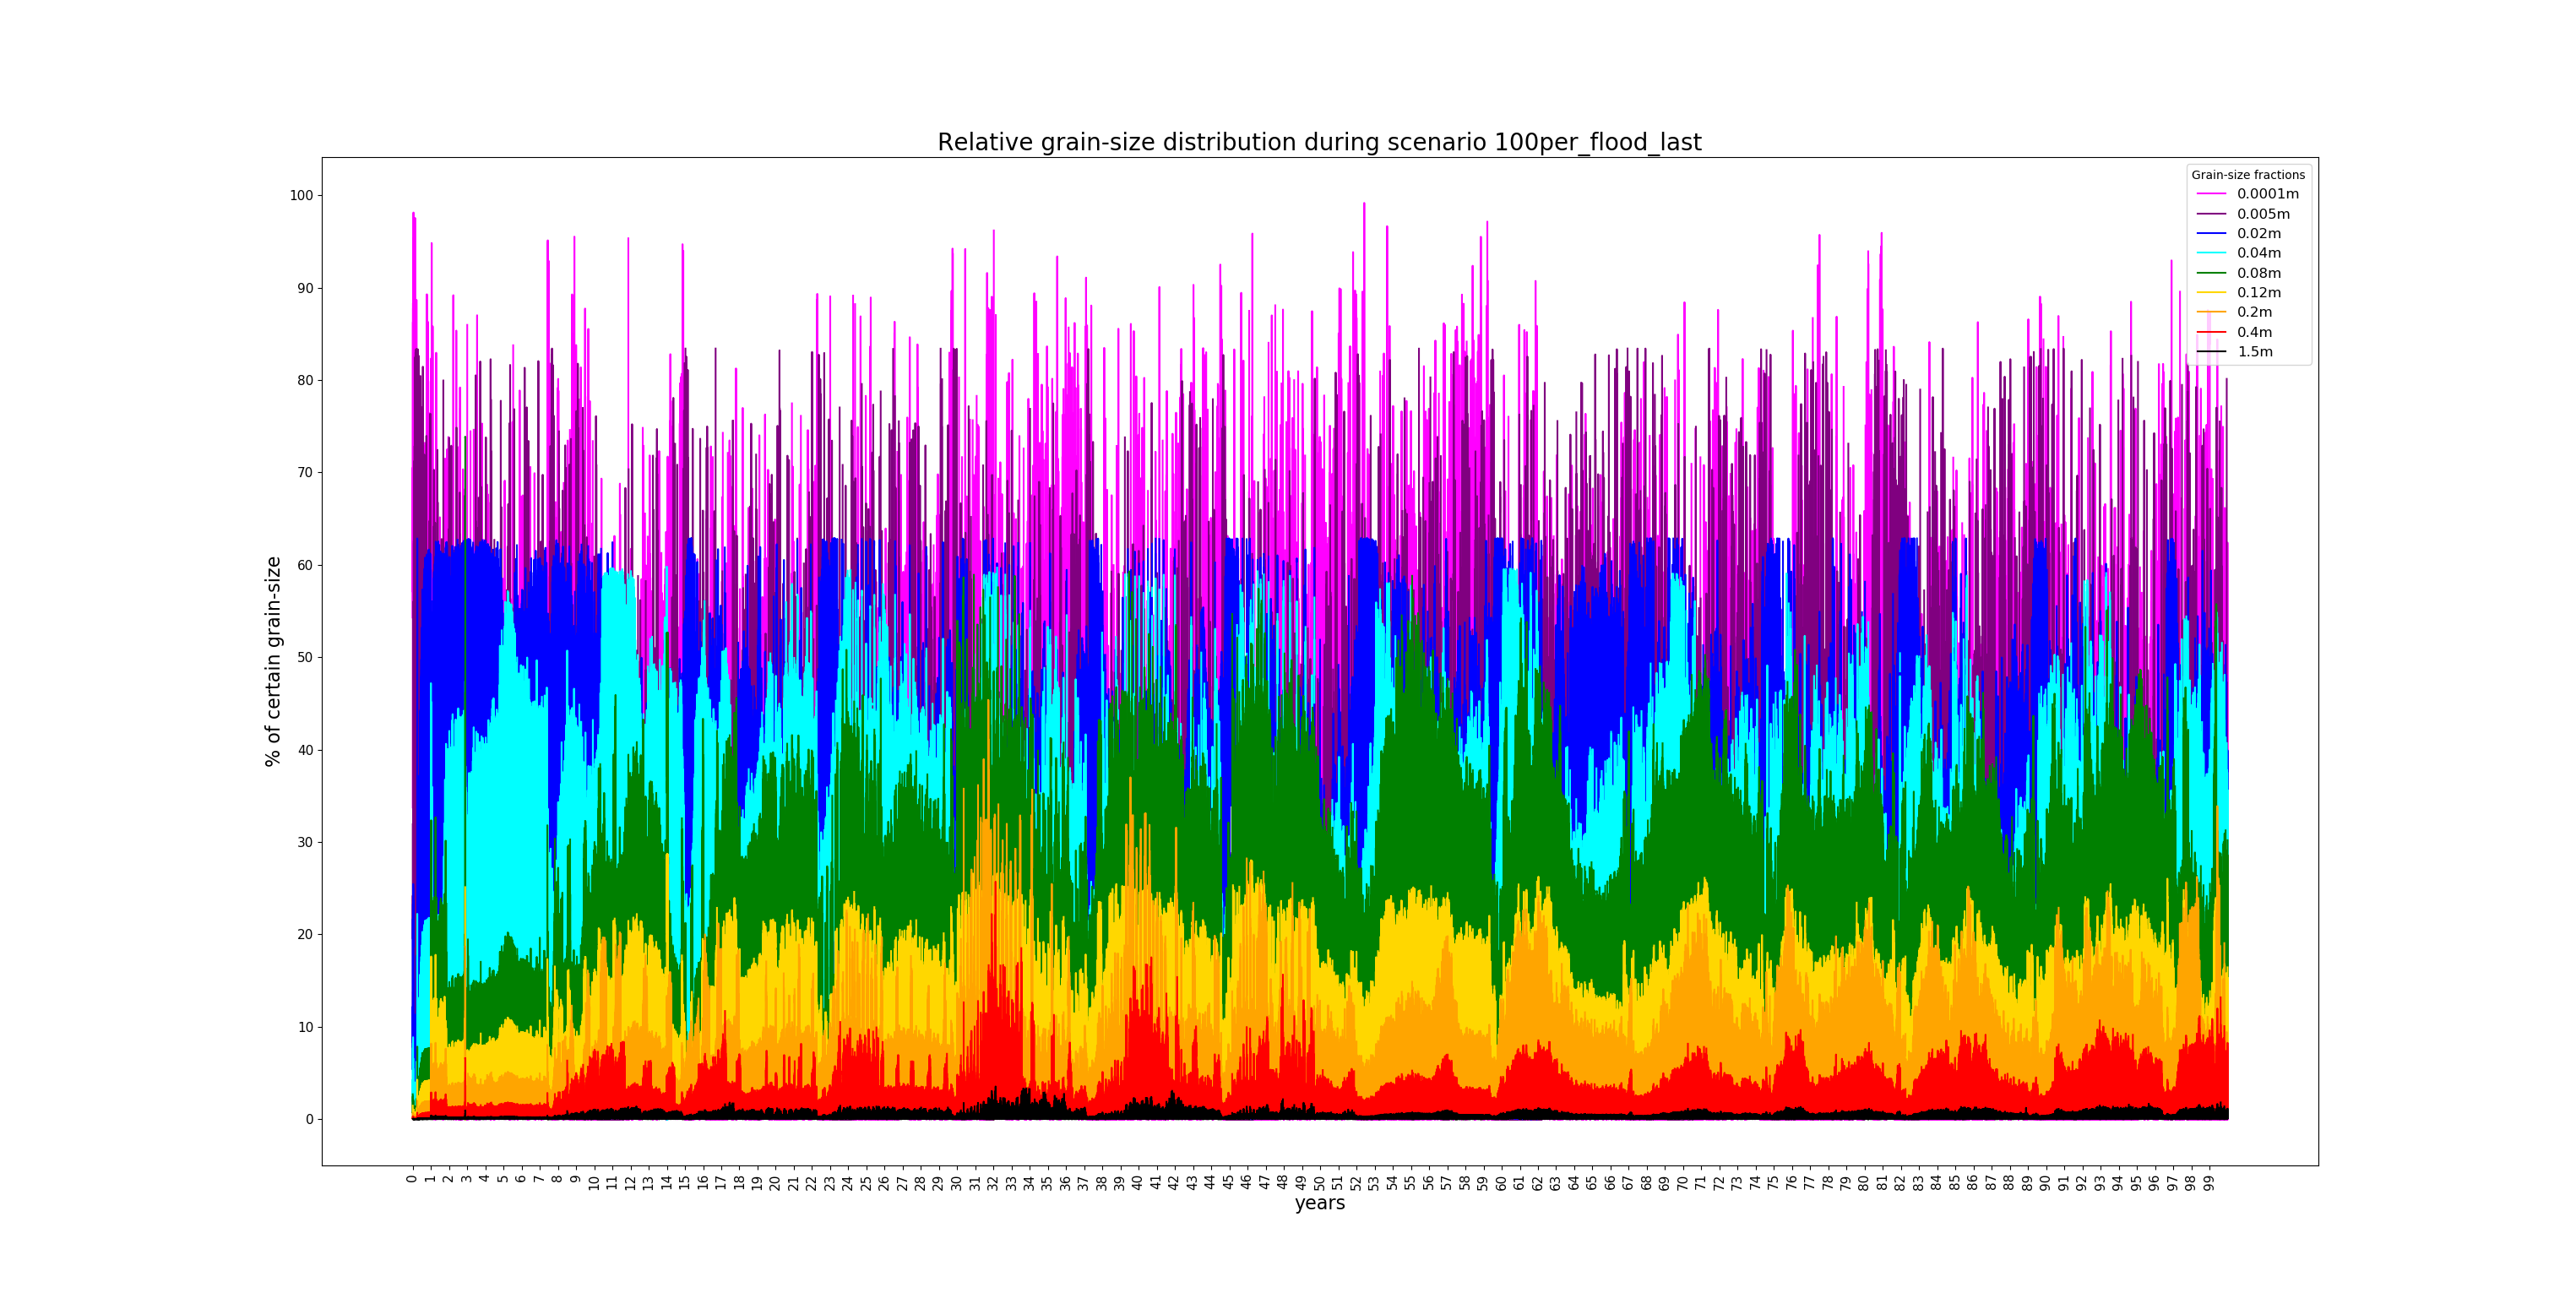 Relative grain-size distribution during scenario 100per_flood_last
Grain-size fractions
0.0001m
0.005m
0.02m
0.04m
0.08m
0.12m
0.2m
0.4m
1.5m
% of certain grain-size
100
90
80
70
60
50
40
30
20
10
0
0 1 2 3 4 5 6 7 8 9 10 11 12 13 14 15 16 17 18 19 20 21 22 23 24 25 26 27 28 29 30 31 32 33 34 35 36 37 38 39 40 41 42 43 44 45 46 47 48 49 50 51 52 53 54 55 56 57 58 59 60 61 62 63 64 65 66 67 68 69 70 71 72 73 74 75 76 77 78 79 80 81 82 83 84 85 86 87 88 89 90 91 92 93 94 95 96 97 98 99
years